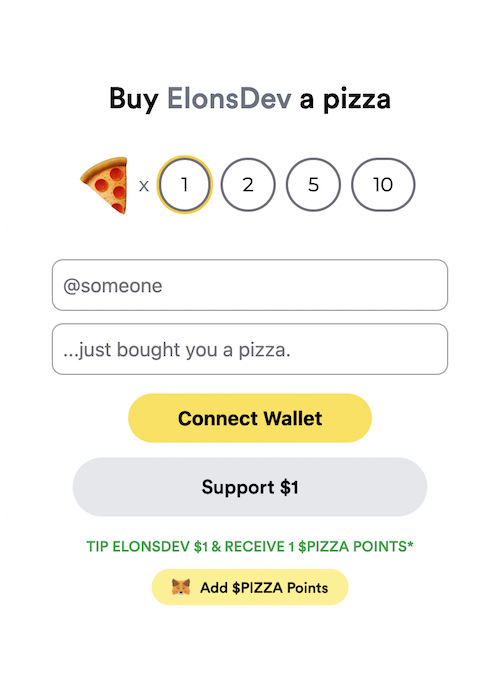 Buy ElonsDev a pizza
x 1 2 5 10
@someone
...just bought you a pizza.
Connect Wallet
Support $1
TIP ELONSDEV $1 & RECEIVE 1 $PIZZA POINTS*
Add $PIZZA Points